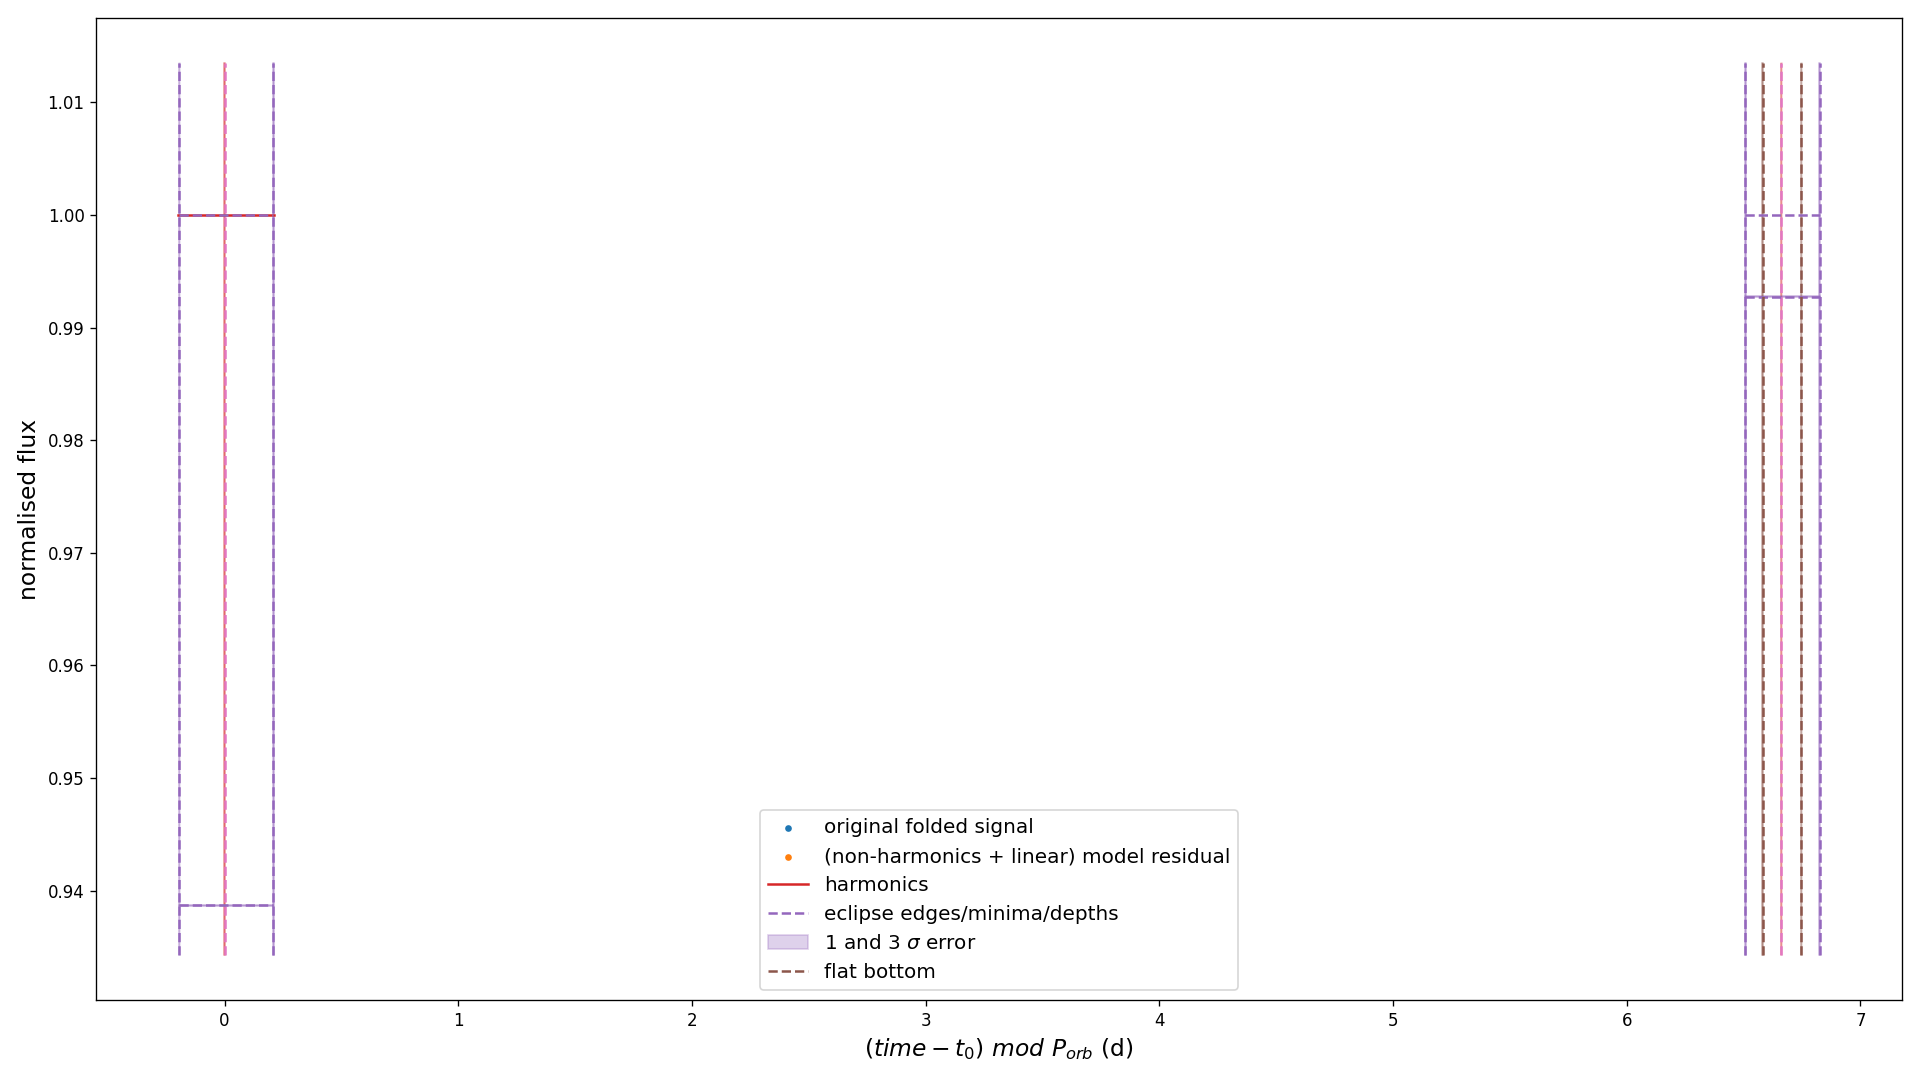 normalised flux
1.01
1.00
0.99
0.98
0.97
0.96
0.95
0.94
original folded signal
(non-harmonics + linear) model residual
harmonics
eclipse edges/minima/depths
1 and 3 σ error
flat bottom
0 1 2 3 4 5 6 7
(time − t₀) mod P_orb (d)